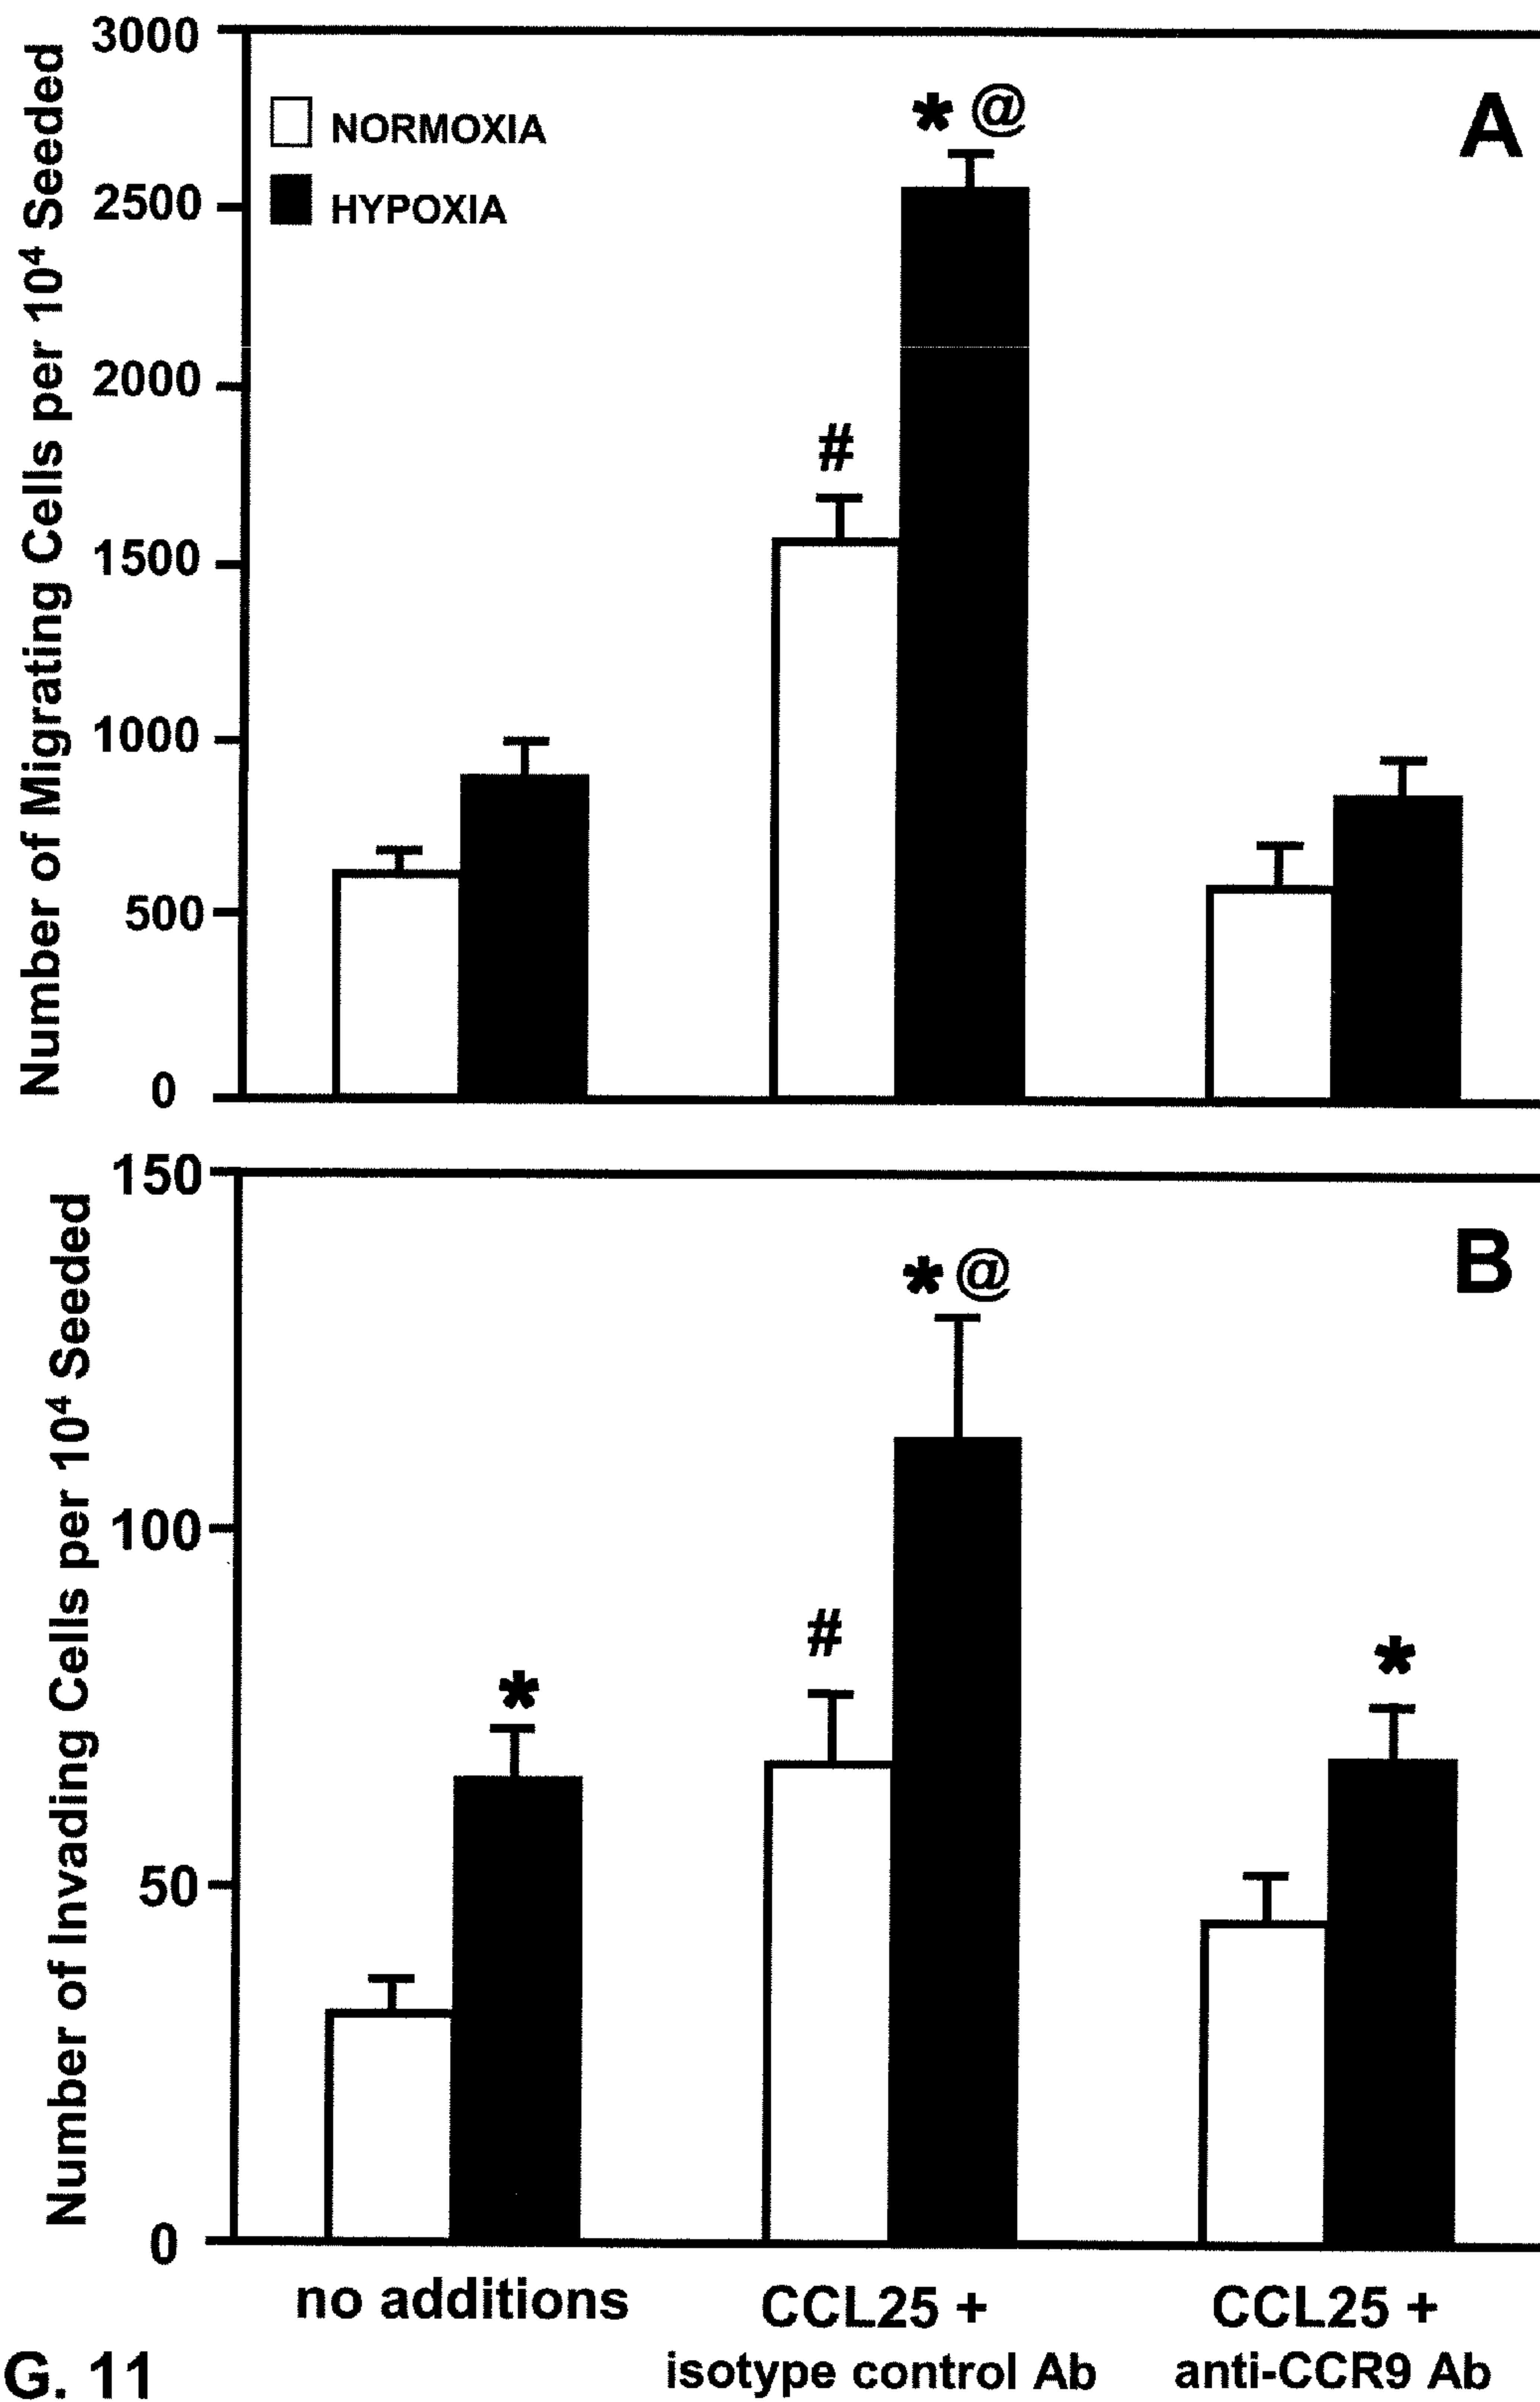 Number of Migrating Cells per 10⁴ Seeded
3000
2500
2000
1500
1000
500
0
NORMOXIA
HYPOXIA
#
* @
A
Number of Invading Cells per 10⁴ Seeded
150
100
50
0
*
#
* @
*
B
no additions
CCL25 +
isotype control Ab
CCL25 +
anti-CCR9 Ab
G. 11